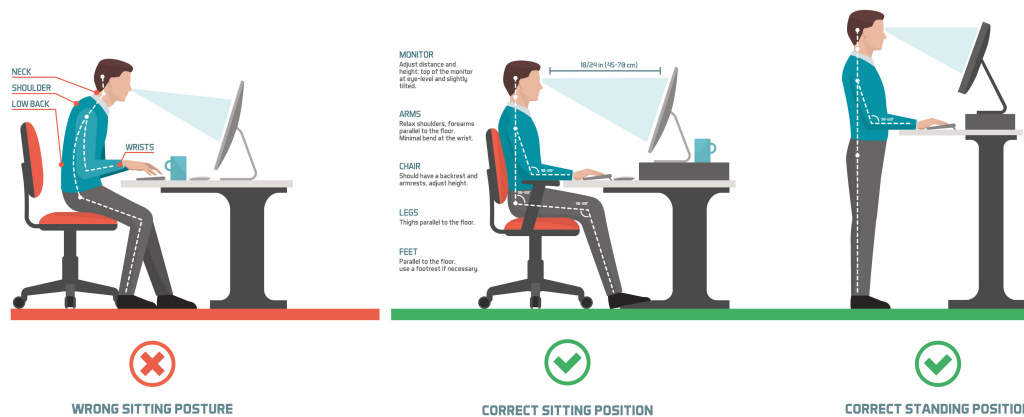 NECK
SHOULDER
LOW BACK
WRISTS
WRONG SITTING POSTURE
MONITOR
Adjust distance and
height: top of the monitor
at eye-level and slightly
tilted.
ARMS
Relax shoulders, forearms
parallel to the floor.
Minimal bend at the wrist.
CHAIR
Should have a backrest and
armrests, adjust height.
LEGS
Thighs parallel to the floor.
FEET
Parallel to the floor,
use a footrest if necessary.
18/24 in (45-70 cm)
CORRECT SITTING POSITION
CORRECT STANDING POSITION